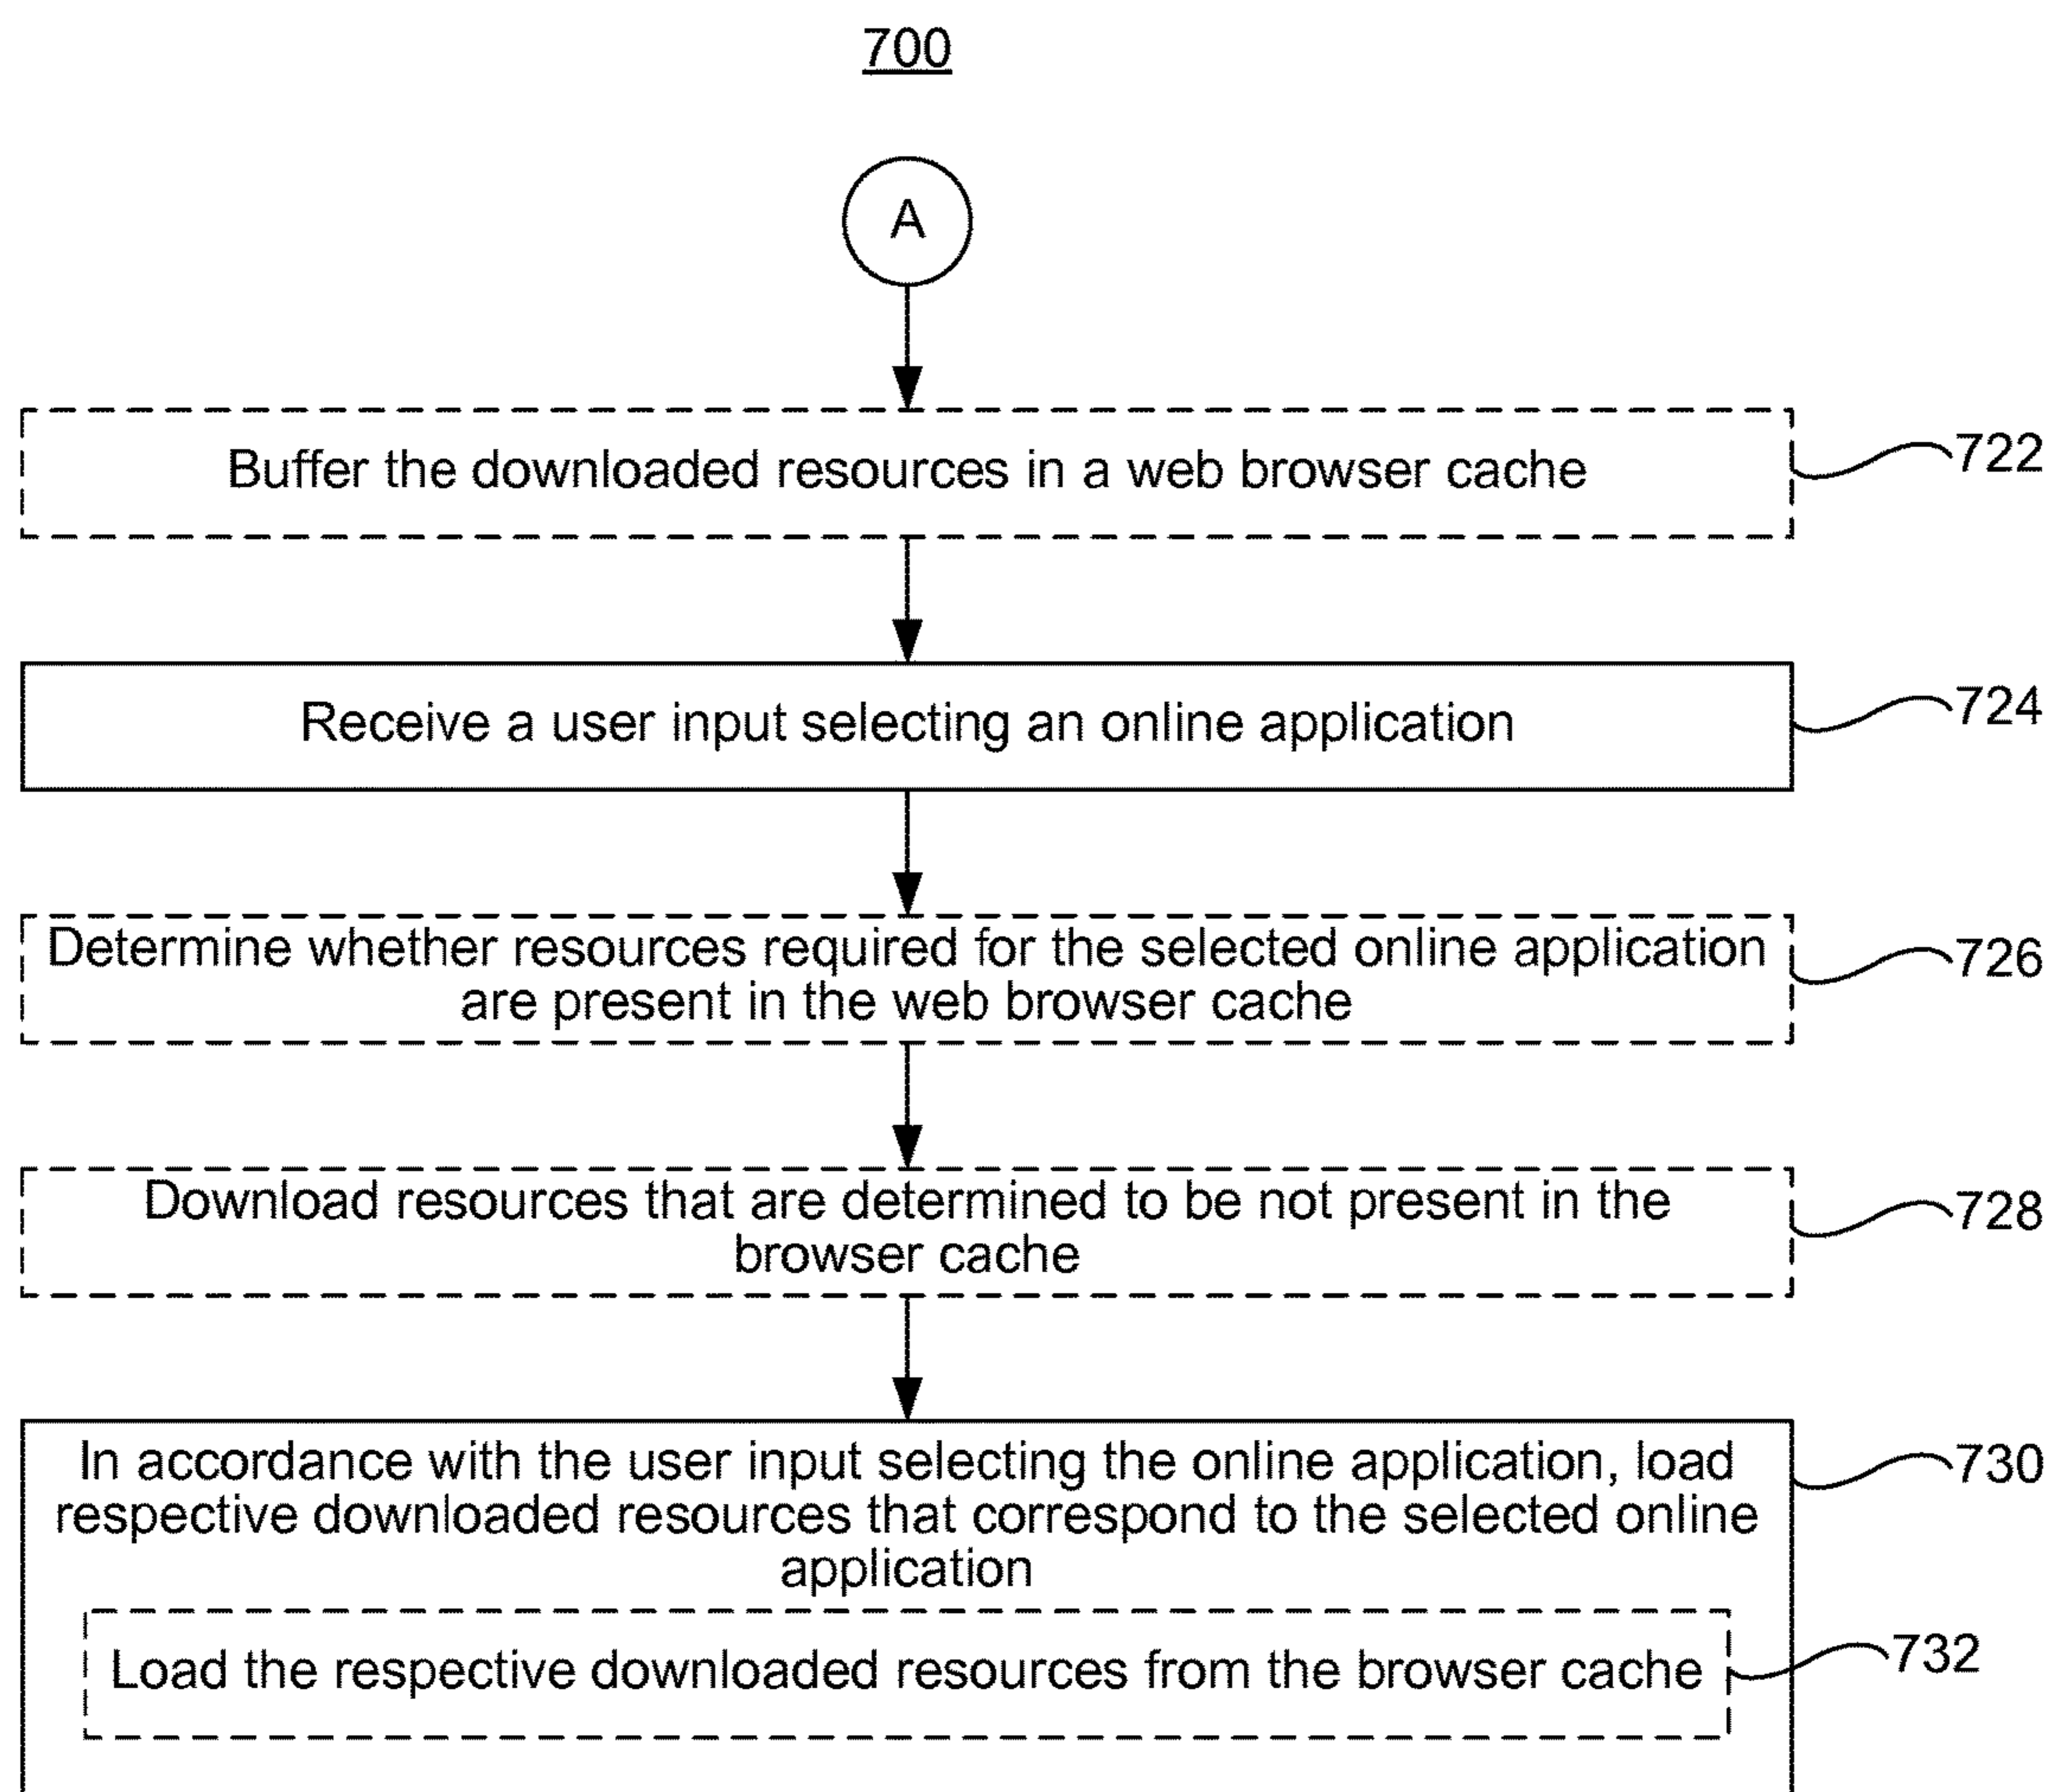 700
A
Buffer the downloaded resources in a web browser cache
722
Receive a user input selecting an online application
724
Determine whether resources required for the selected online application
are present in the web browser cache
726
Download resources that are determined to be not present in the
browser cache
728
In accordance with the user input selecting the online application, load
respective downloaded resources that correspond to the selected online
application
730
Load the respective downloaded resources from the browser cache
732